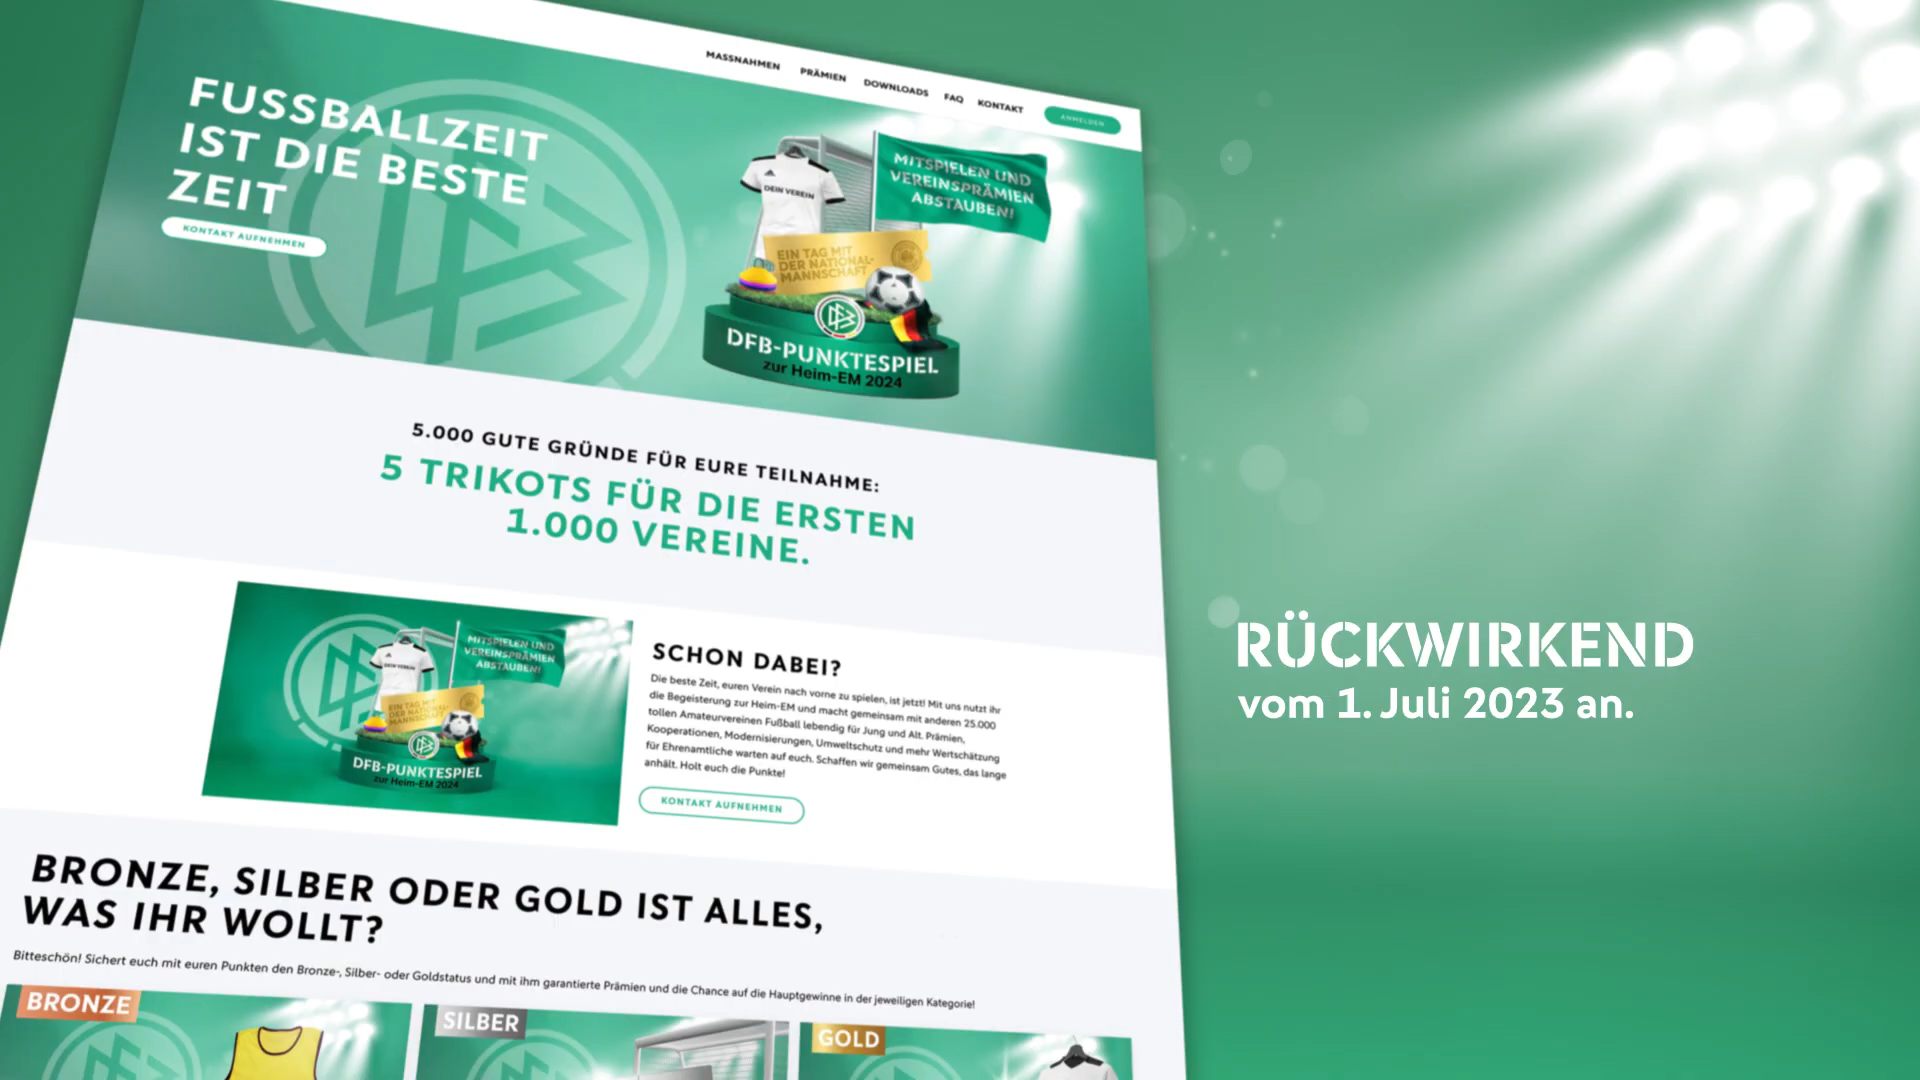 MASSNAHMEN PRÄMIEN DOWNLOADS FAQ KONTAKT ANMELDEN
FUSSBALLZEIT
IST DIE BESTE
ZEIT
KONTAKT AUFNEHMEN
MITSPIELEN UND
VEREINSPRÄMIEN
ABSTAUBEN!
DEIN VEREIN
EIN TAG MIT
DER NATIONAL-
MANNSCHAFT
DFB-PUNKTESPIEL
zur Heim-EM 2024
5.000 GUTE GRÜNDE FÜR EURE TEILNAHME:
5 TRIKOTS FÜR DIE ERSTEN
1.000 VEREINE.
MITSPIELEN UND
VEREINSPRÄMIEN
ABSTAUBEN!
DEIN VEREIN
EIN TAG MIT
DER NATIONAL-
MANNSCHAFT
DFB-PUNKTESPIEL
zur Heim-EM 2024
SCHON DABEI?
Die beste Zeit, euren Verein nach vorne zu spielen, ist jetzt! Mit uns nutzt ihr
die Begeisterung zur Heim-EM und macht gemeinsam mit anderen 25.000
tollen Amateurvereinen Fußball lebendig für Jung und Alt. Prämien,
Kooperationen, Modernisierungen, Umweltschutz und mehr Wertschätzung
für Ehrenamtliche warten auf euch. Schaffen wir gemeinsam Gutes, das lange
anhält. Holt euch die Punkte!
KONTAKT AUFNEHMEN
RÜCKWIRKEND
vom 1. Juli 2023 an.
BRONZE, SILBER ODER GOLD IST ALLES,
WAS IHR WOLLT?
Bitteschön! Sichert euch mit euren Punkten den Bronze-, Silber- oder Goldstatus und mit ihm garantierte Prämien und die Chance auf die Hauptgewinne in der jeweiligen Kategorie!
BRONZE
SILBER
GOLD